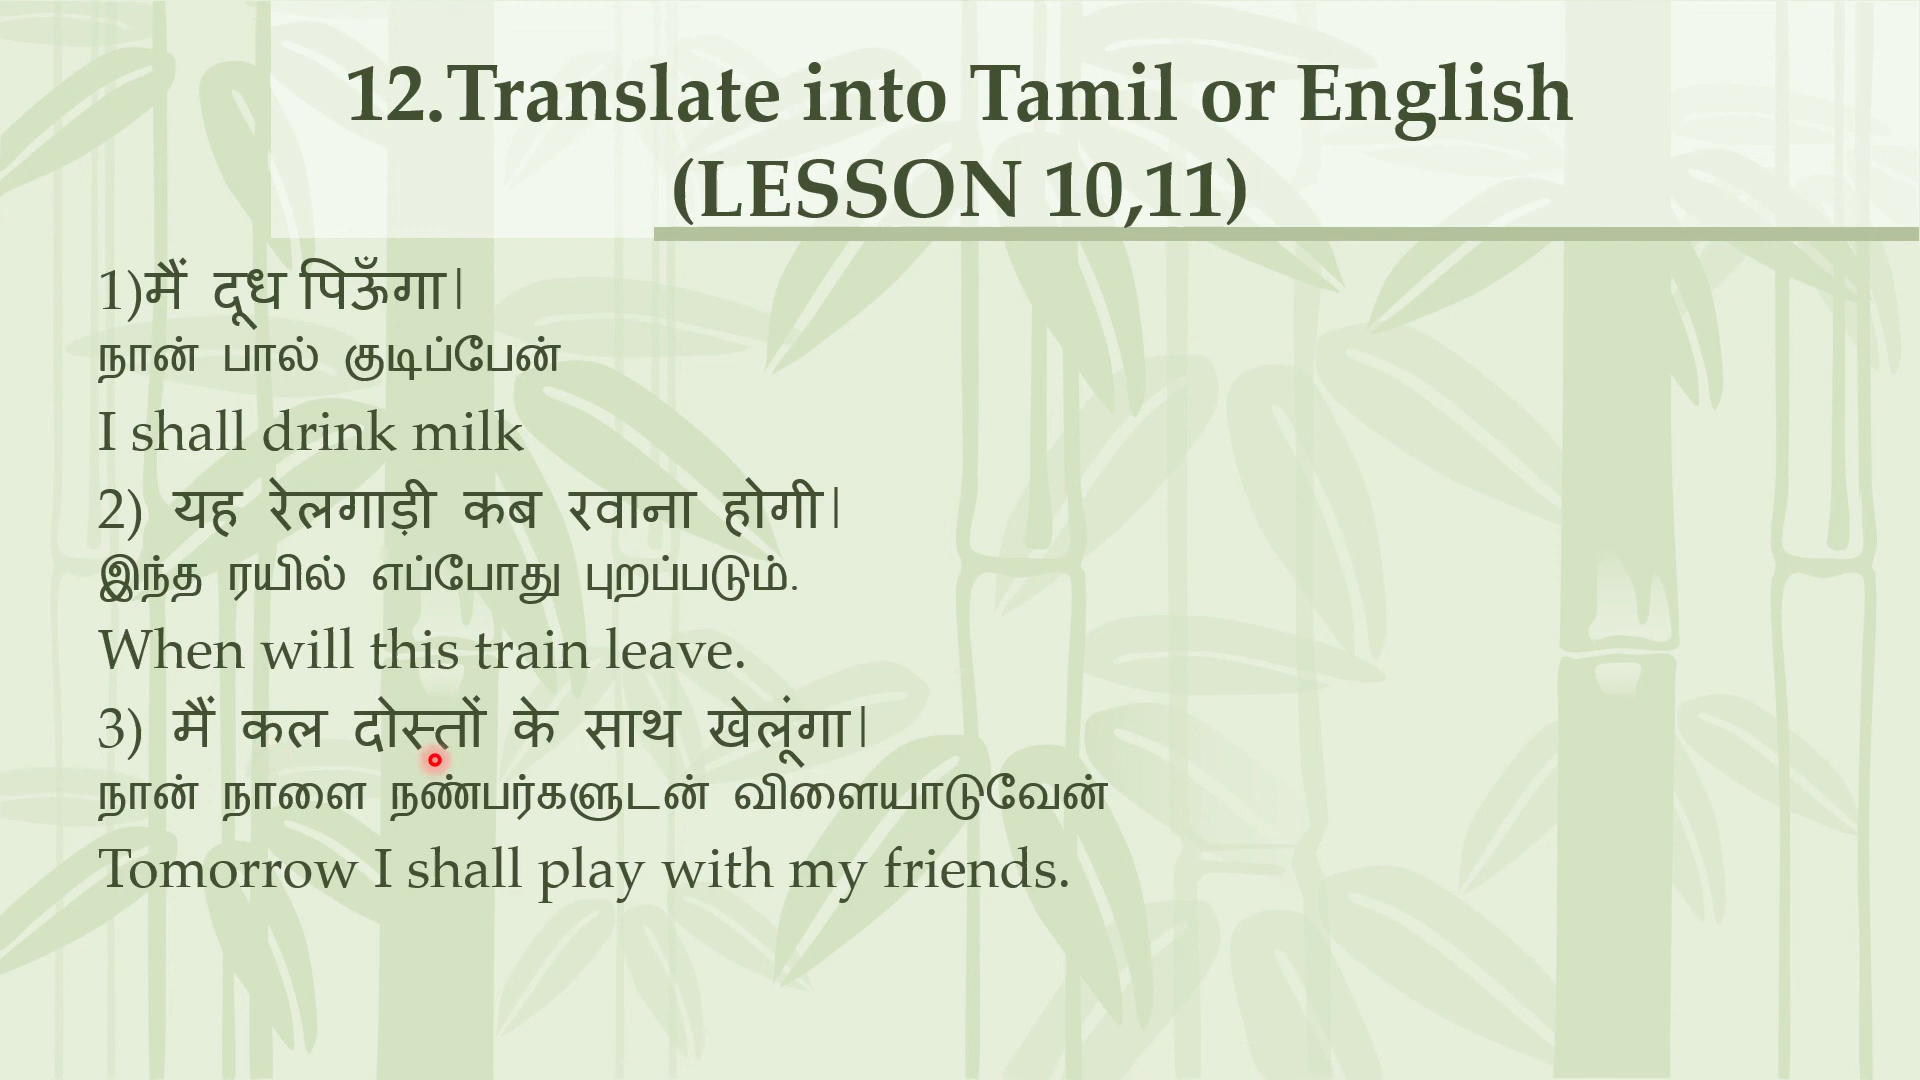 12.Translate into Tamil or English
(LESSON 10,11)
1)मैं दूध पिऊँगा|
நான் பால் குடிப்பேன்
I shall drink milk
2) यह रेलगाड़ी कब रवाना होगी|
இந்த ரயில் எப்போது புறப்படும்.
When will this train leave.
3) मैं कल दोस्तों के साथ खेलूंगा|
நான் நாளை நண்பர்களுடன் விளையாடுவேன்
Tomorrow I shall play with my friends.